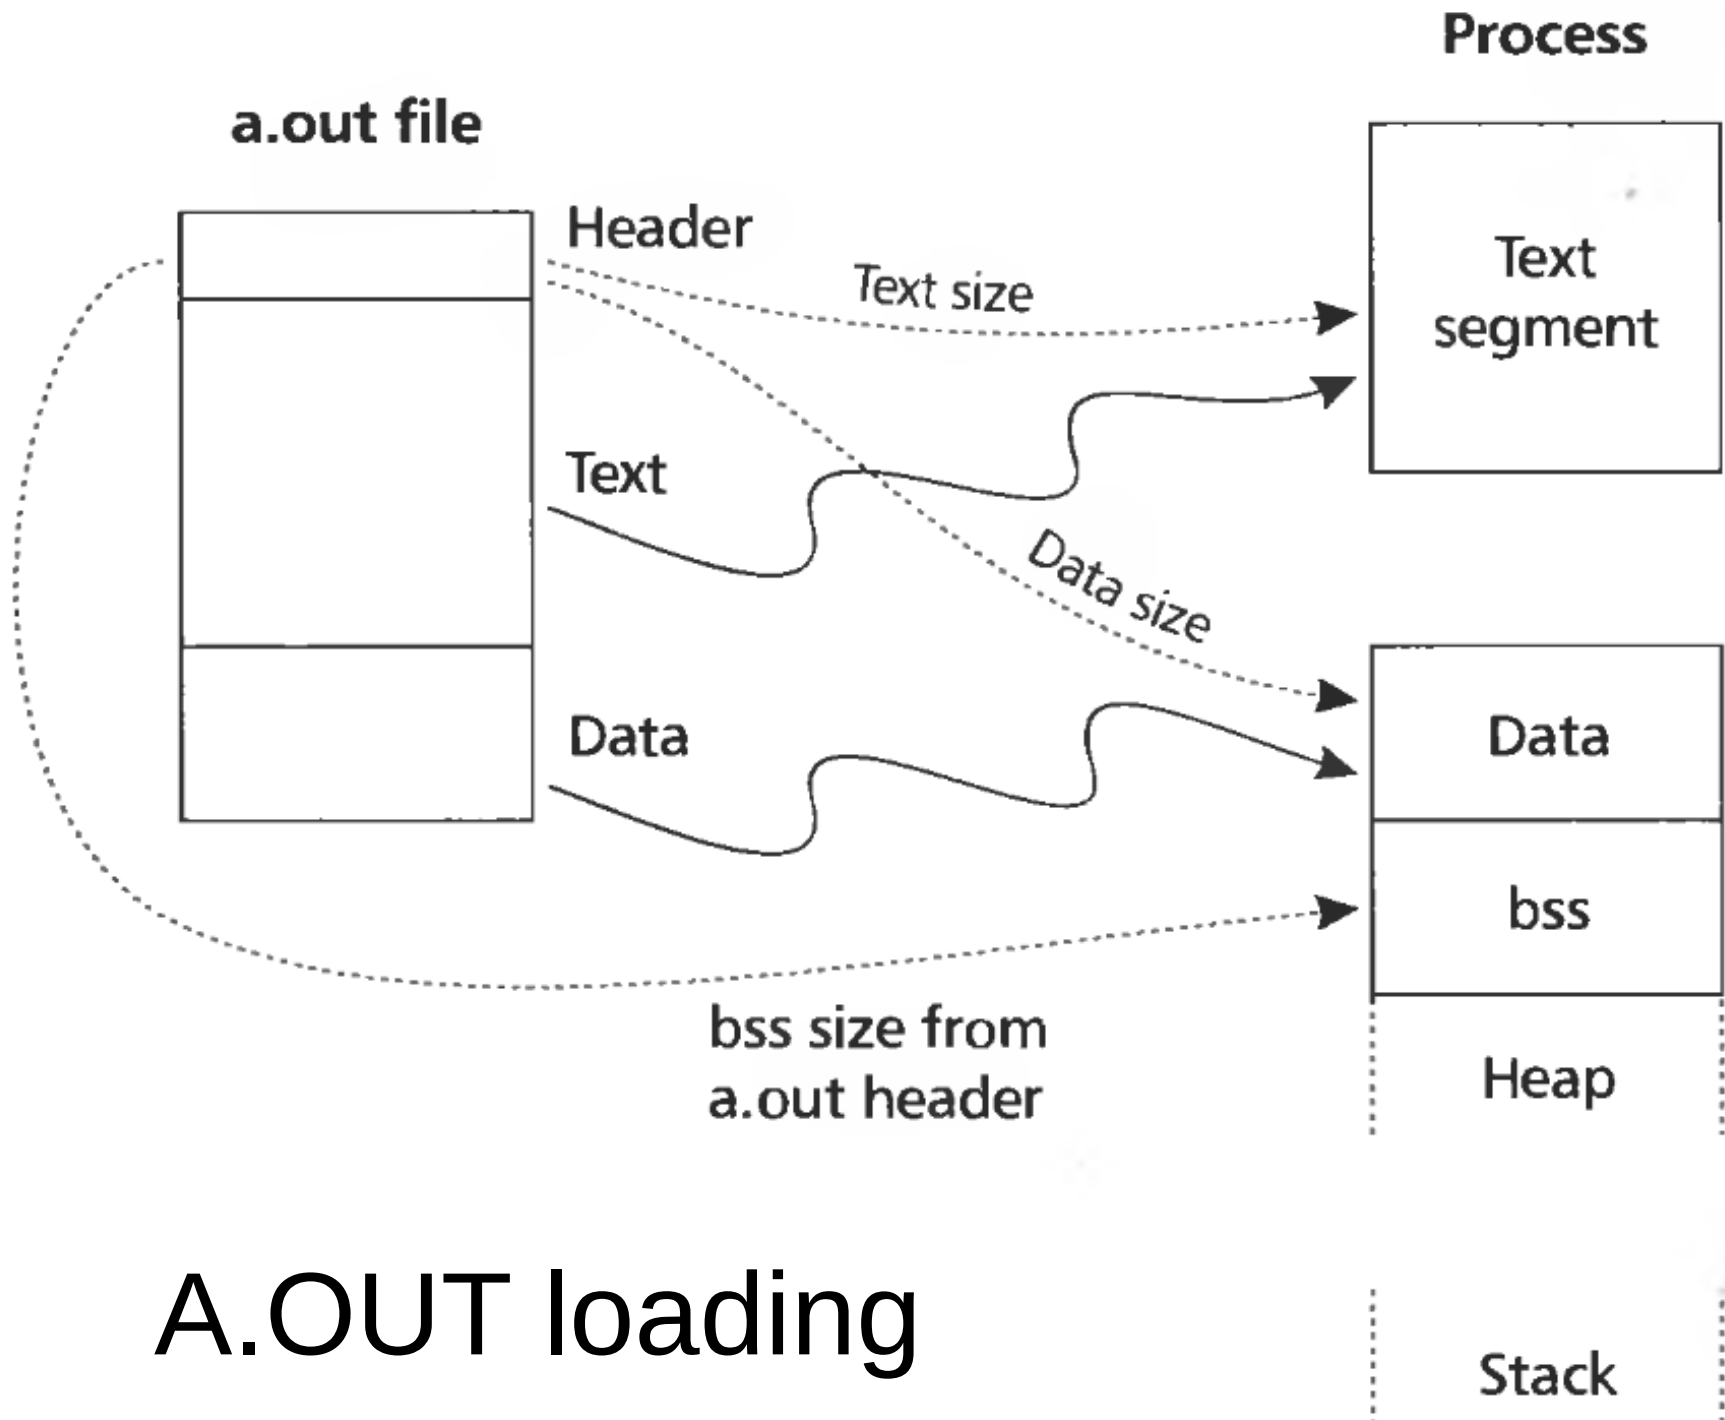 Process
a.out file
Header
Text size
Text
segment
Text
Data size
Data
Data
bss
bss size from
a.out header
Heap
A.OUT loading
Stack